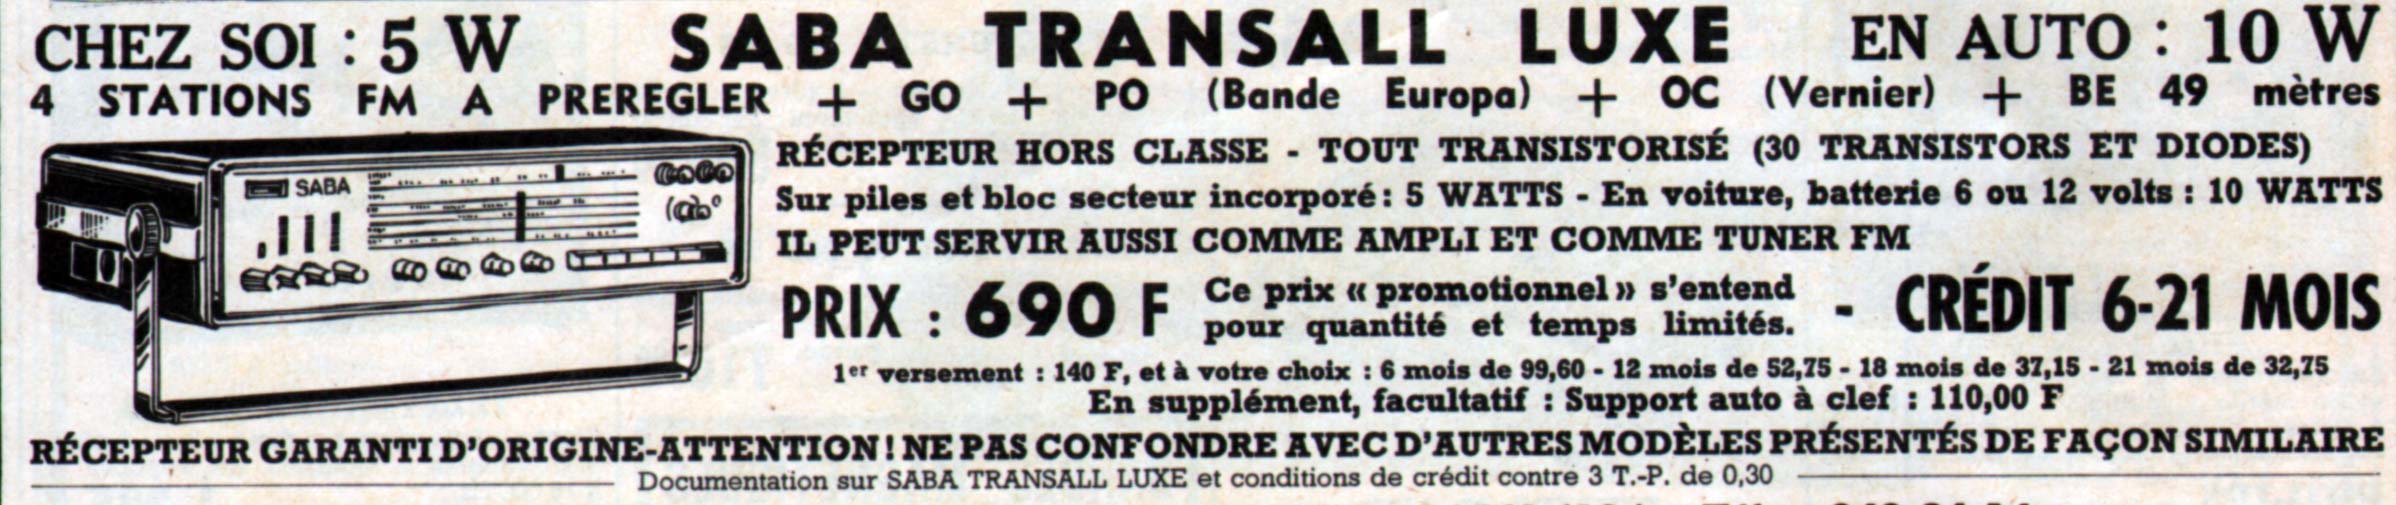 CHEZ SOI : 5 W SABA TRANSALL LUXE EN AUTO : 10 W
4 STATIONS FM A PREREGLER + GO + PO (Bande Europa) + OC (Vernier) + BE 49 mètres
SABA
RÉCEPTEUR HORS CLASSE - TOUT TRANSISTORISÉ (30 TRANSISTORS ET DIODES)
Sur piles et bloc secteur incorporé : 5 WATTS - En voiture, batterie 6 ou 12 volts : 10 WATTS
IL PEUT SERVIR AUSSI COMME AMPLI ET COMME TUNER FM
PRIX : 690 F Ce prix « promotionnel » s'entend
pour quantité et temps limités. - CRÉDIT 6-21 MOIS
1er versement : 140 F, et à votre choix : 6 mois de 99,60 - 12 mois de 52,75 - 18 mois de 37,15 - 21 mois de 32,75
En supplément, facultatif : Support auto à clef : 110,00 F
RÉCEPTEUR GARANTI D'ORIGINE-ATTENTION ! NE PAS CONFONDRE AVEC D'AUTRES MODÈLES PRÉSENTÉS DE FAÇON SIMILAIRE
Documentation sur SABA TRANSALL LUXE et conditions de crédit contre 3 T.-P. de 0,30